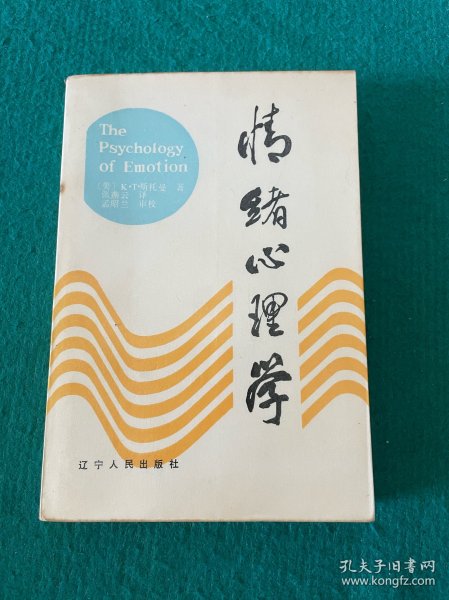 The
Psychology
of Emotion
〔美〕K·T·斯托曼 著
张燕云 译
孟昭兰 审校
情绪心理学
辽宁人民出版社
孔夫子旧书网
www.kongfz.com